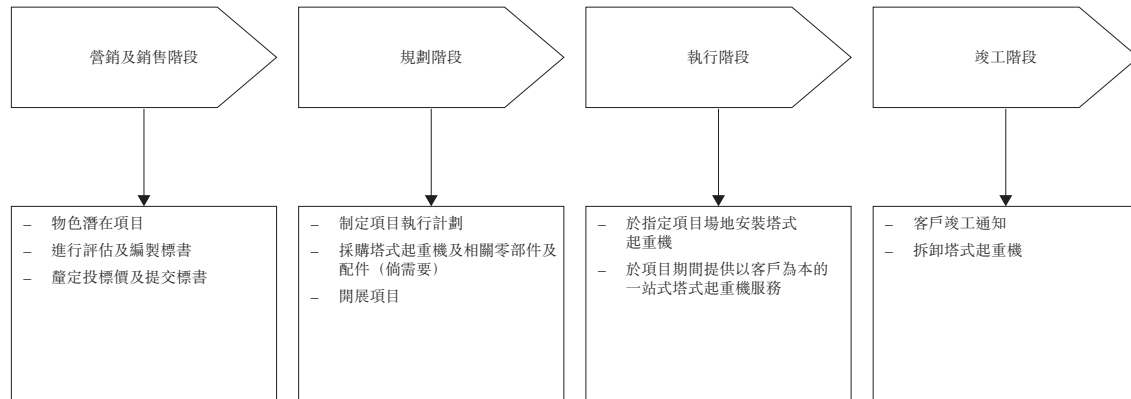 營銷及銷售階段
規劃階段
執行階段
竣工階段
– 物色潛在項目
– 進行評估及編製標書
– 釐定投標價及提交標書
– 制定項目執行計劃
– 採購塔式起重機及相關零部件及
配件（倘需要）
– 開展項目
– 於指定項目場地安裝塔式
起重機
– 於項目期間提供以客戶為本的
一站式塔式起重機服務
– 客戶竣工通知
– 拆卸塔式起重機